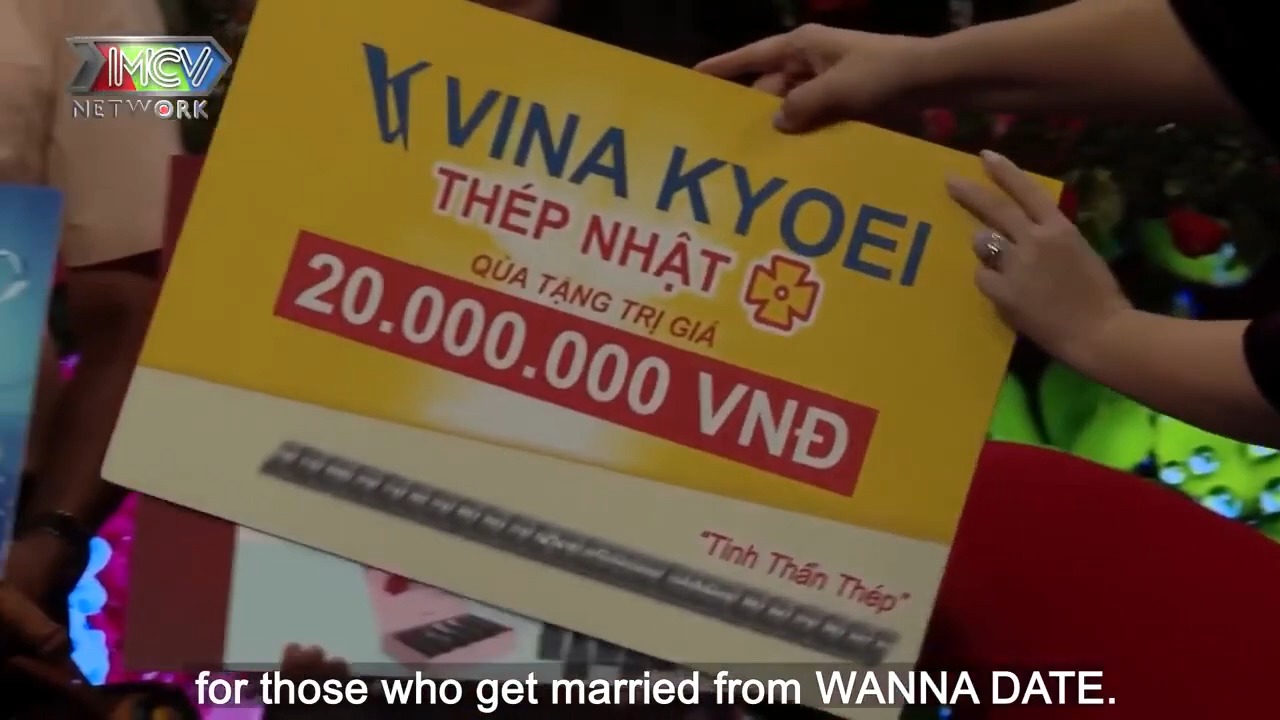 MCV
NETWORK
VINA KYOEI
THÉP NHẬT
QÙA TẶNG TRỊ GIÁ
20.000.000 VNĐ
"Tinh Thần Thép"
for those who get married from WANNA DATE.